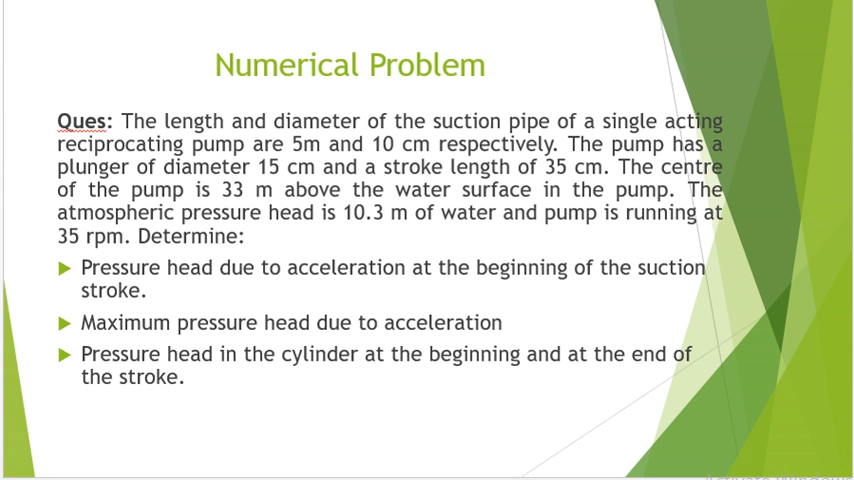 Numerical Problem
Ques: The length and diameter of the suction pipe of a single acting
reciprocating pump are 5m and 10 cm respectively. The pump has a
plunger of diameter 15 cm and a stroke length of 35 cm. The centre
of the pump is 33 m above the water surface in the pump. The
atmospheric pressure head is 10.3 m of water and pump is running at
35 rpm. Determine:
Pressure head due to acceleration at the beginning of the suction
stroke.
Maximum pressure head due to acceleration
Pressure head in the cylinder at the beginning and at the end of
the stroke.